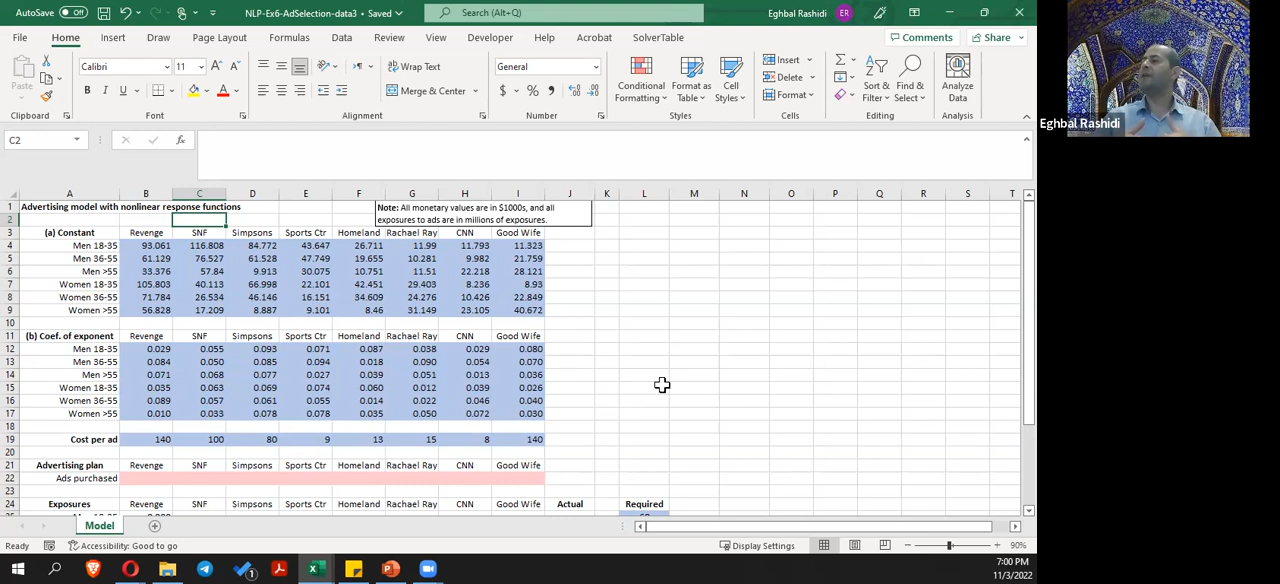 AutoSave Off NLP-Ex6-AdSelection-data3 • Saved Search (Alt+Q) Eghbal Rashidi ER
File Home Insert Draw Page Layout Formulas Data Review View Developer Help Acrobat SolverTable Comments Share
Paste Calibri 11 A A Wrap Text General Conditional Format as Cell Insert Sort & Find & Analyze
B I U A Merge & Center $ % Formatting Table Styles Delete Filter Select Data
Format
Clipboard Font Alignment Number Styles Cells Editing Analysis
Eghbal Rashidi
C2 fx
A B C D E F G H I J K L M N O P Q R S T
1 Advertising model with nonlinear response functions Note: All monetary values are in $1000s, and all
2 exposures to ads are in millions of exposures.
3 (a) Constant Revenge SNF Simpsons Sports Ctr Homeland Rachael Ray CNN Good Wife
4 Men 18-35 93.061 116.808 84.772 43.647 26.711 11.99 11.793 11.323
5 Men 36-55 61.129 76.527 61.528 47.749 19.655 10.281 9.982 21.759
6 Men >55 33.376 57.84 9.913 30.075 10.751 11.51 22.218 28.121
7 Women 18-35 105.803 40.113 66.998 22.101 42.451 29.403 8.236 8.93
8 Women 36-55 71.784 26.534 46.146 16.151 34.609 24.276 10.426 22.849
9 Women >55 56.828 17.209 8.887 9.101 8.46 31.149 23.105 40.672
10
11 (b) Coef. of exponent Revenge SNF Simpsons Sports Ctr Homeland Rachael Ray CNN Good Wife
12 Men 18-35 0.029 0.055 0.093 0.071 0.087 0.038 0.029 0.080
13 Men 36-55 0.084 0.050 0.085 0.094 0.018 0.090 0.054 0.070
14 Men >55 0.071 0.068 0.077 0.027 0.039 0.051 0.013 0.036
15 Women 18-35 0.035 0.063 0.069 0.074 0.060 0.012 0.039 0.026
16 Women 36-55 0.089 0.057 0.061 0.055 0.014 0.022 0.046 0.040
17 Women >55 0.010 0.033 0.078 0.078 0.035 0.050 0.072 0.030
18
19 Cost per ad 140 100 80 9 13 15 8 140
20
21 Advertising plan Revenge SNF Simpsons Sports Ctr Homeland Rachael Ray CNN Good Wife
22 Ads purchased
23
24 Exposures Revenge SNF Simpsons Sports Ctr Homeland Rachael Ray CNN Good Wife Actual Required
Model
Ready Accessibility: Good to go Display Settings 90%
7:00 PM
11/3/2022